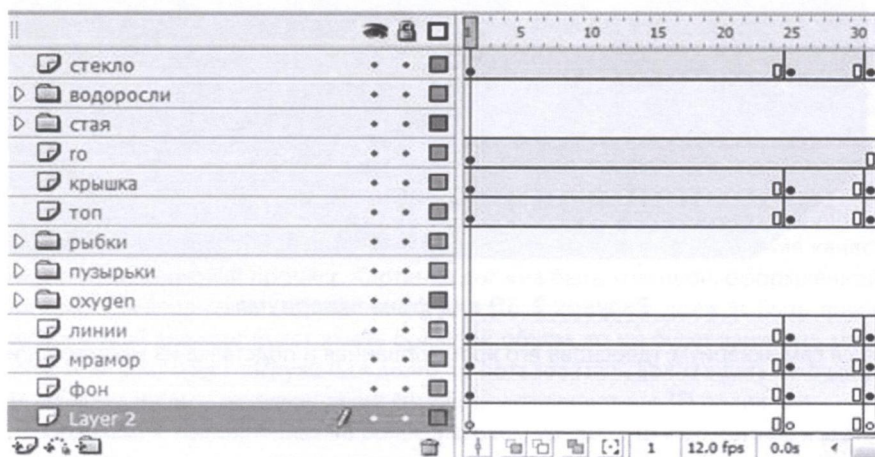 1 5 10 15 20 25 30
стекло
водоросли
стая
го
крышка
топ
рыбки
пузырьки
oxygen
линии
мрамор
фон
Layer 2
1 12.0 fps 0.0s